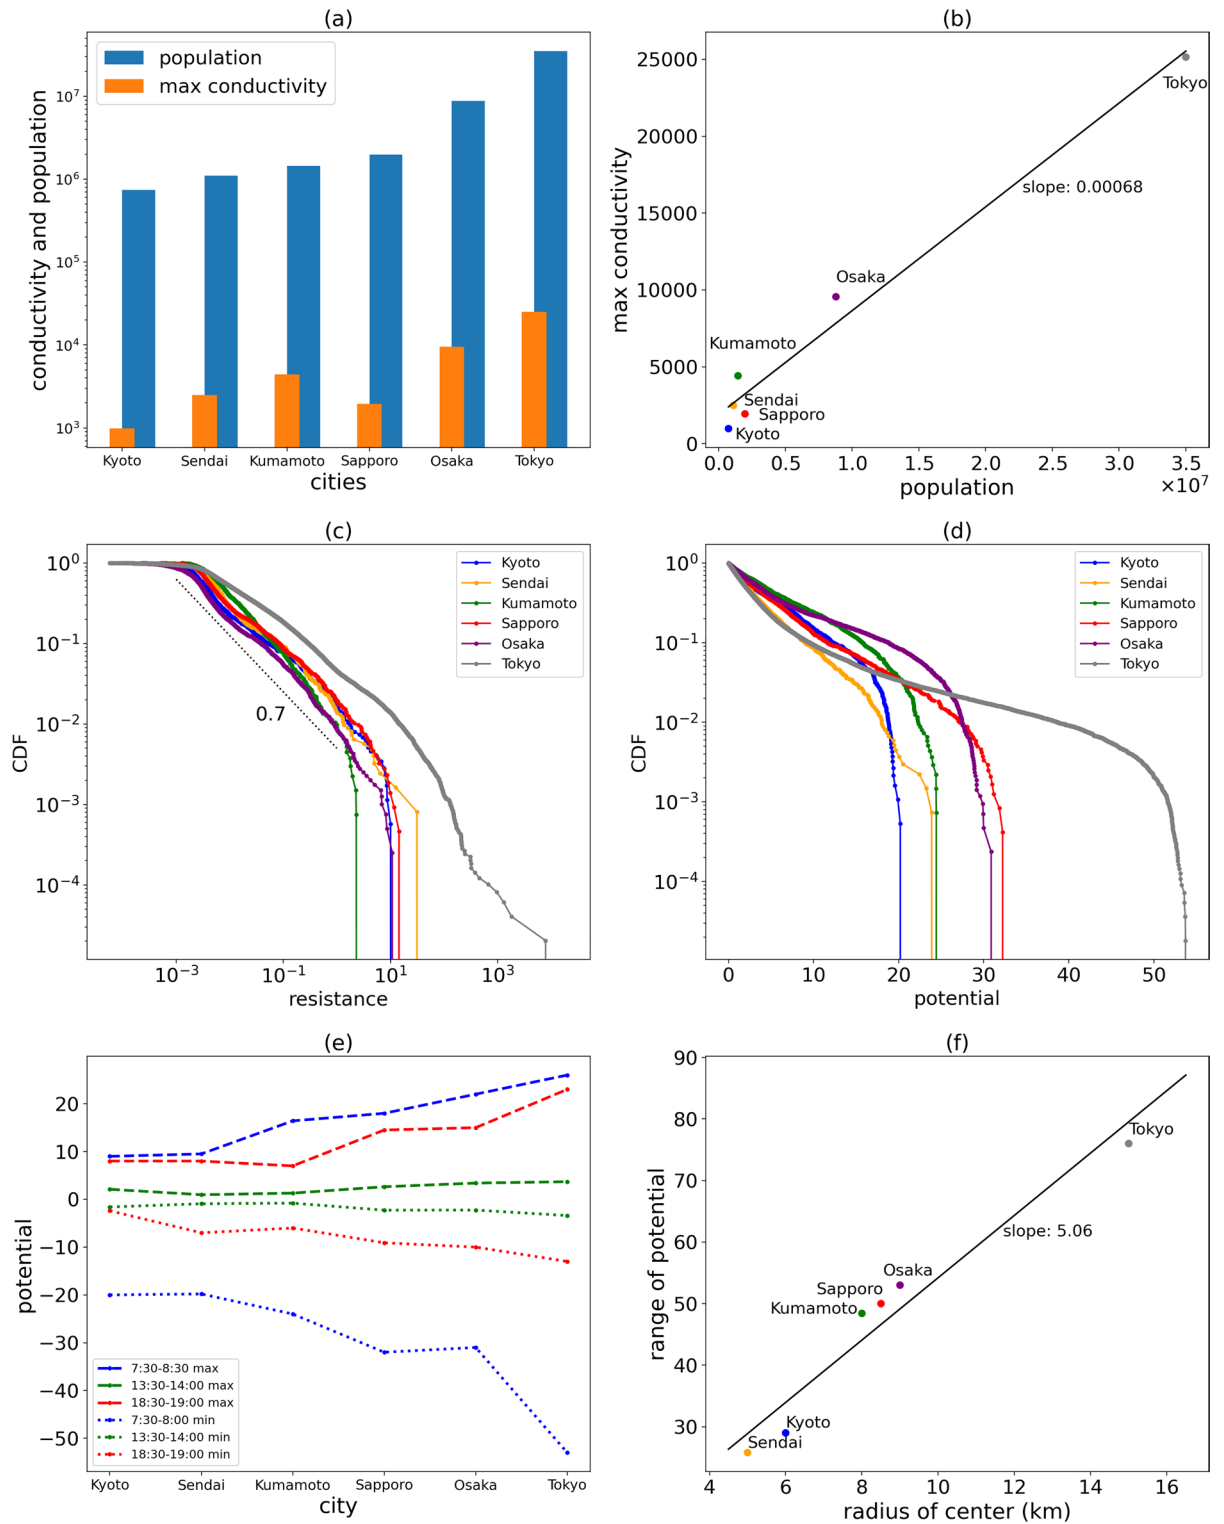 (a)
population
max conductivity
conductivity and population
10^7
10^6
10^5
10^4
10^3
Kyoto Sendai Kumamoto Sapporo Osaka Tokyo
cities
(b)
max conductivity
25000
20000
15000
10000
5000
0
Tokyo
slope: 0.00068
Osaka
Kumamoto
Sendai
Sapporo
Kyoto
0.0 0.5 1.0 1.5 2.0 2.5 3.0 3.5
×10^7
population
(c)
CDF
10^0
10^−1
10^−2
10^−3
10^−4
Kyoto
Sendai
Kumamoto
Sapporo
Osaka
Tokyo
0.7
10^−3 10^−1 10^1 10^3
resistance
(d)
CDF
10^0
10^−1
10^−2
10^−3
10^−4
Kyoto
Sendai
Kumamoto
Sapporo
Osaka
Tokyo
0 10 20 30 40 50
potential
(e)
potential
20
10
0
−10
−20
−30
−40
−50
7:30-8:30 max
13:30-14:00 max
18:30-19:00 max
7:30-8:00 min
13:30-14:00 min
18:30-19:00 min
Kyoto Sendai Kumamoto Sapporo Osaka Tokyo
city
(f)
range of potential
90
80
70
60
50
40
30
Tokyo
slope: 5.06
Osaka
Sapporo
Kumamoto
Kyoto
Sendai
4 6 8 10 12 14 16
radius of center (km)